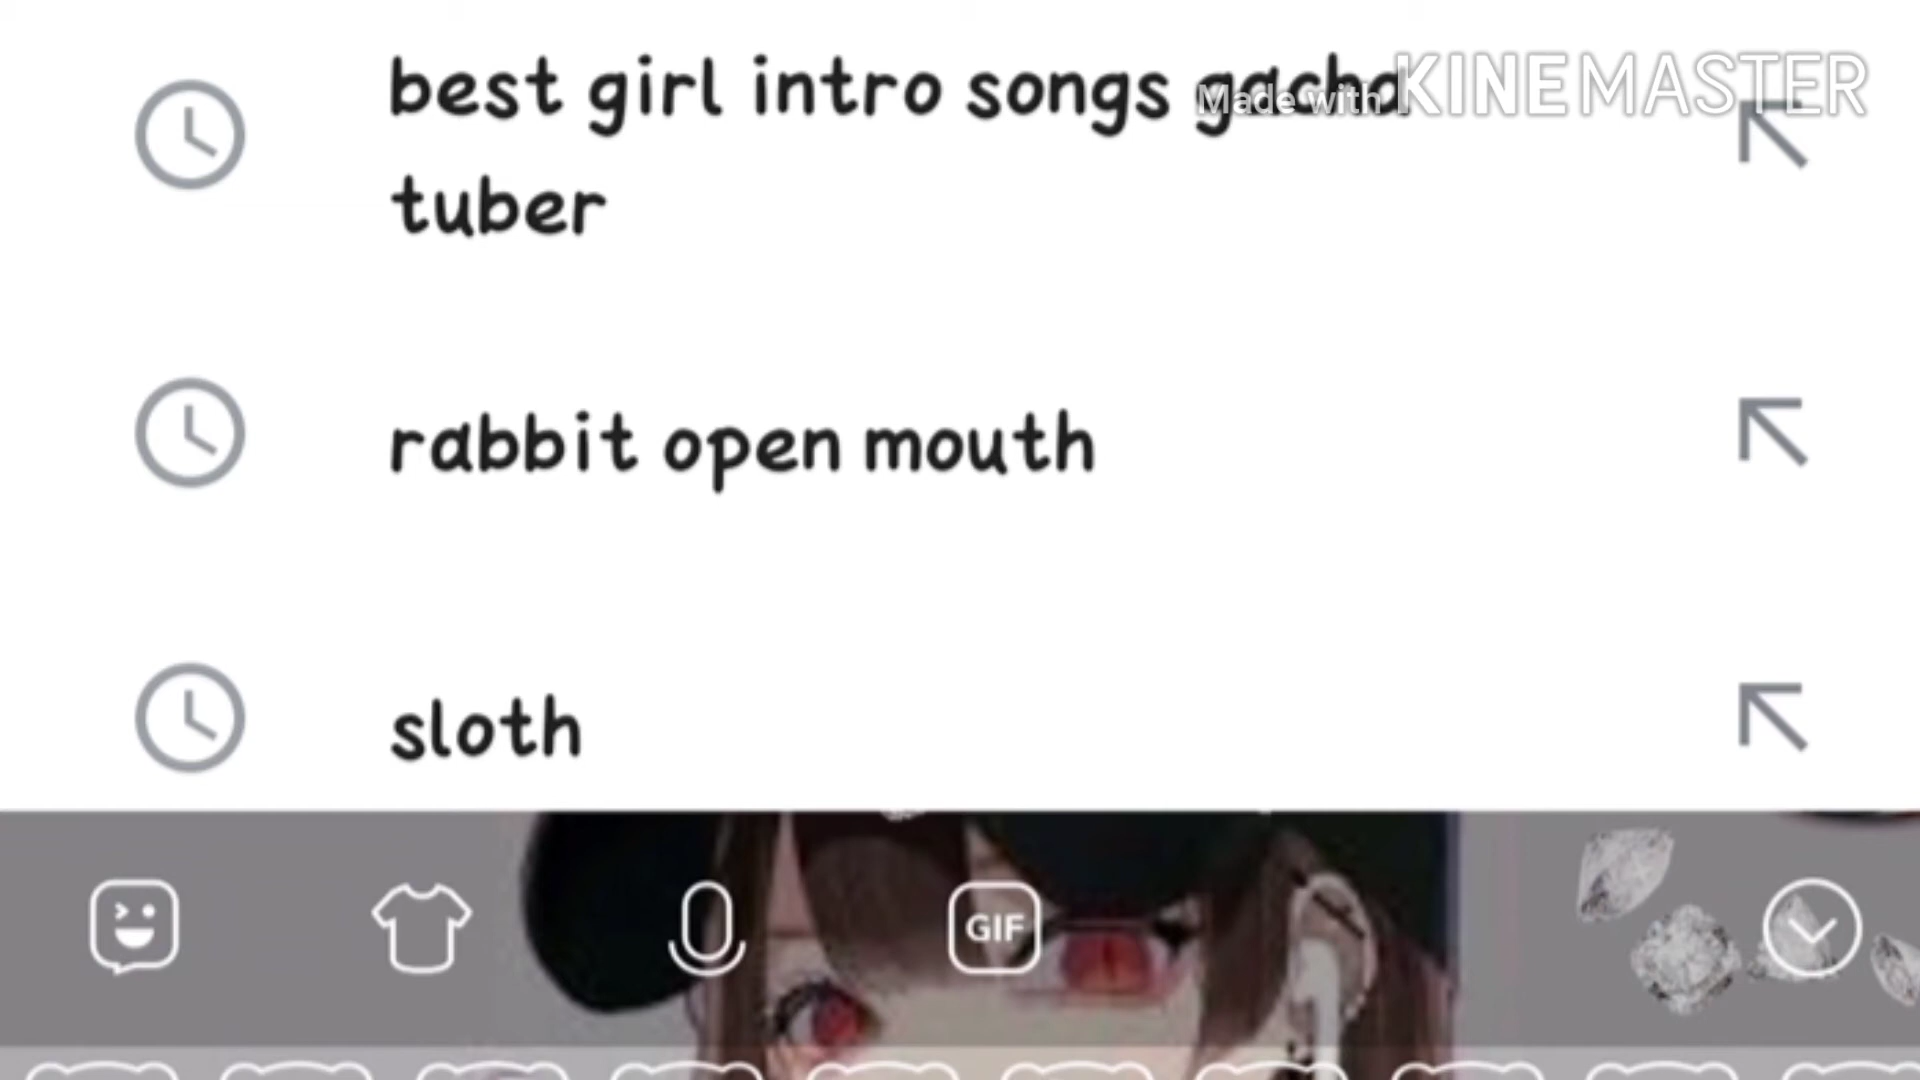 best girl intro songs gacha
Made with KINEMASTER
tuber
rabbit open mouth
sloth
GIF